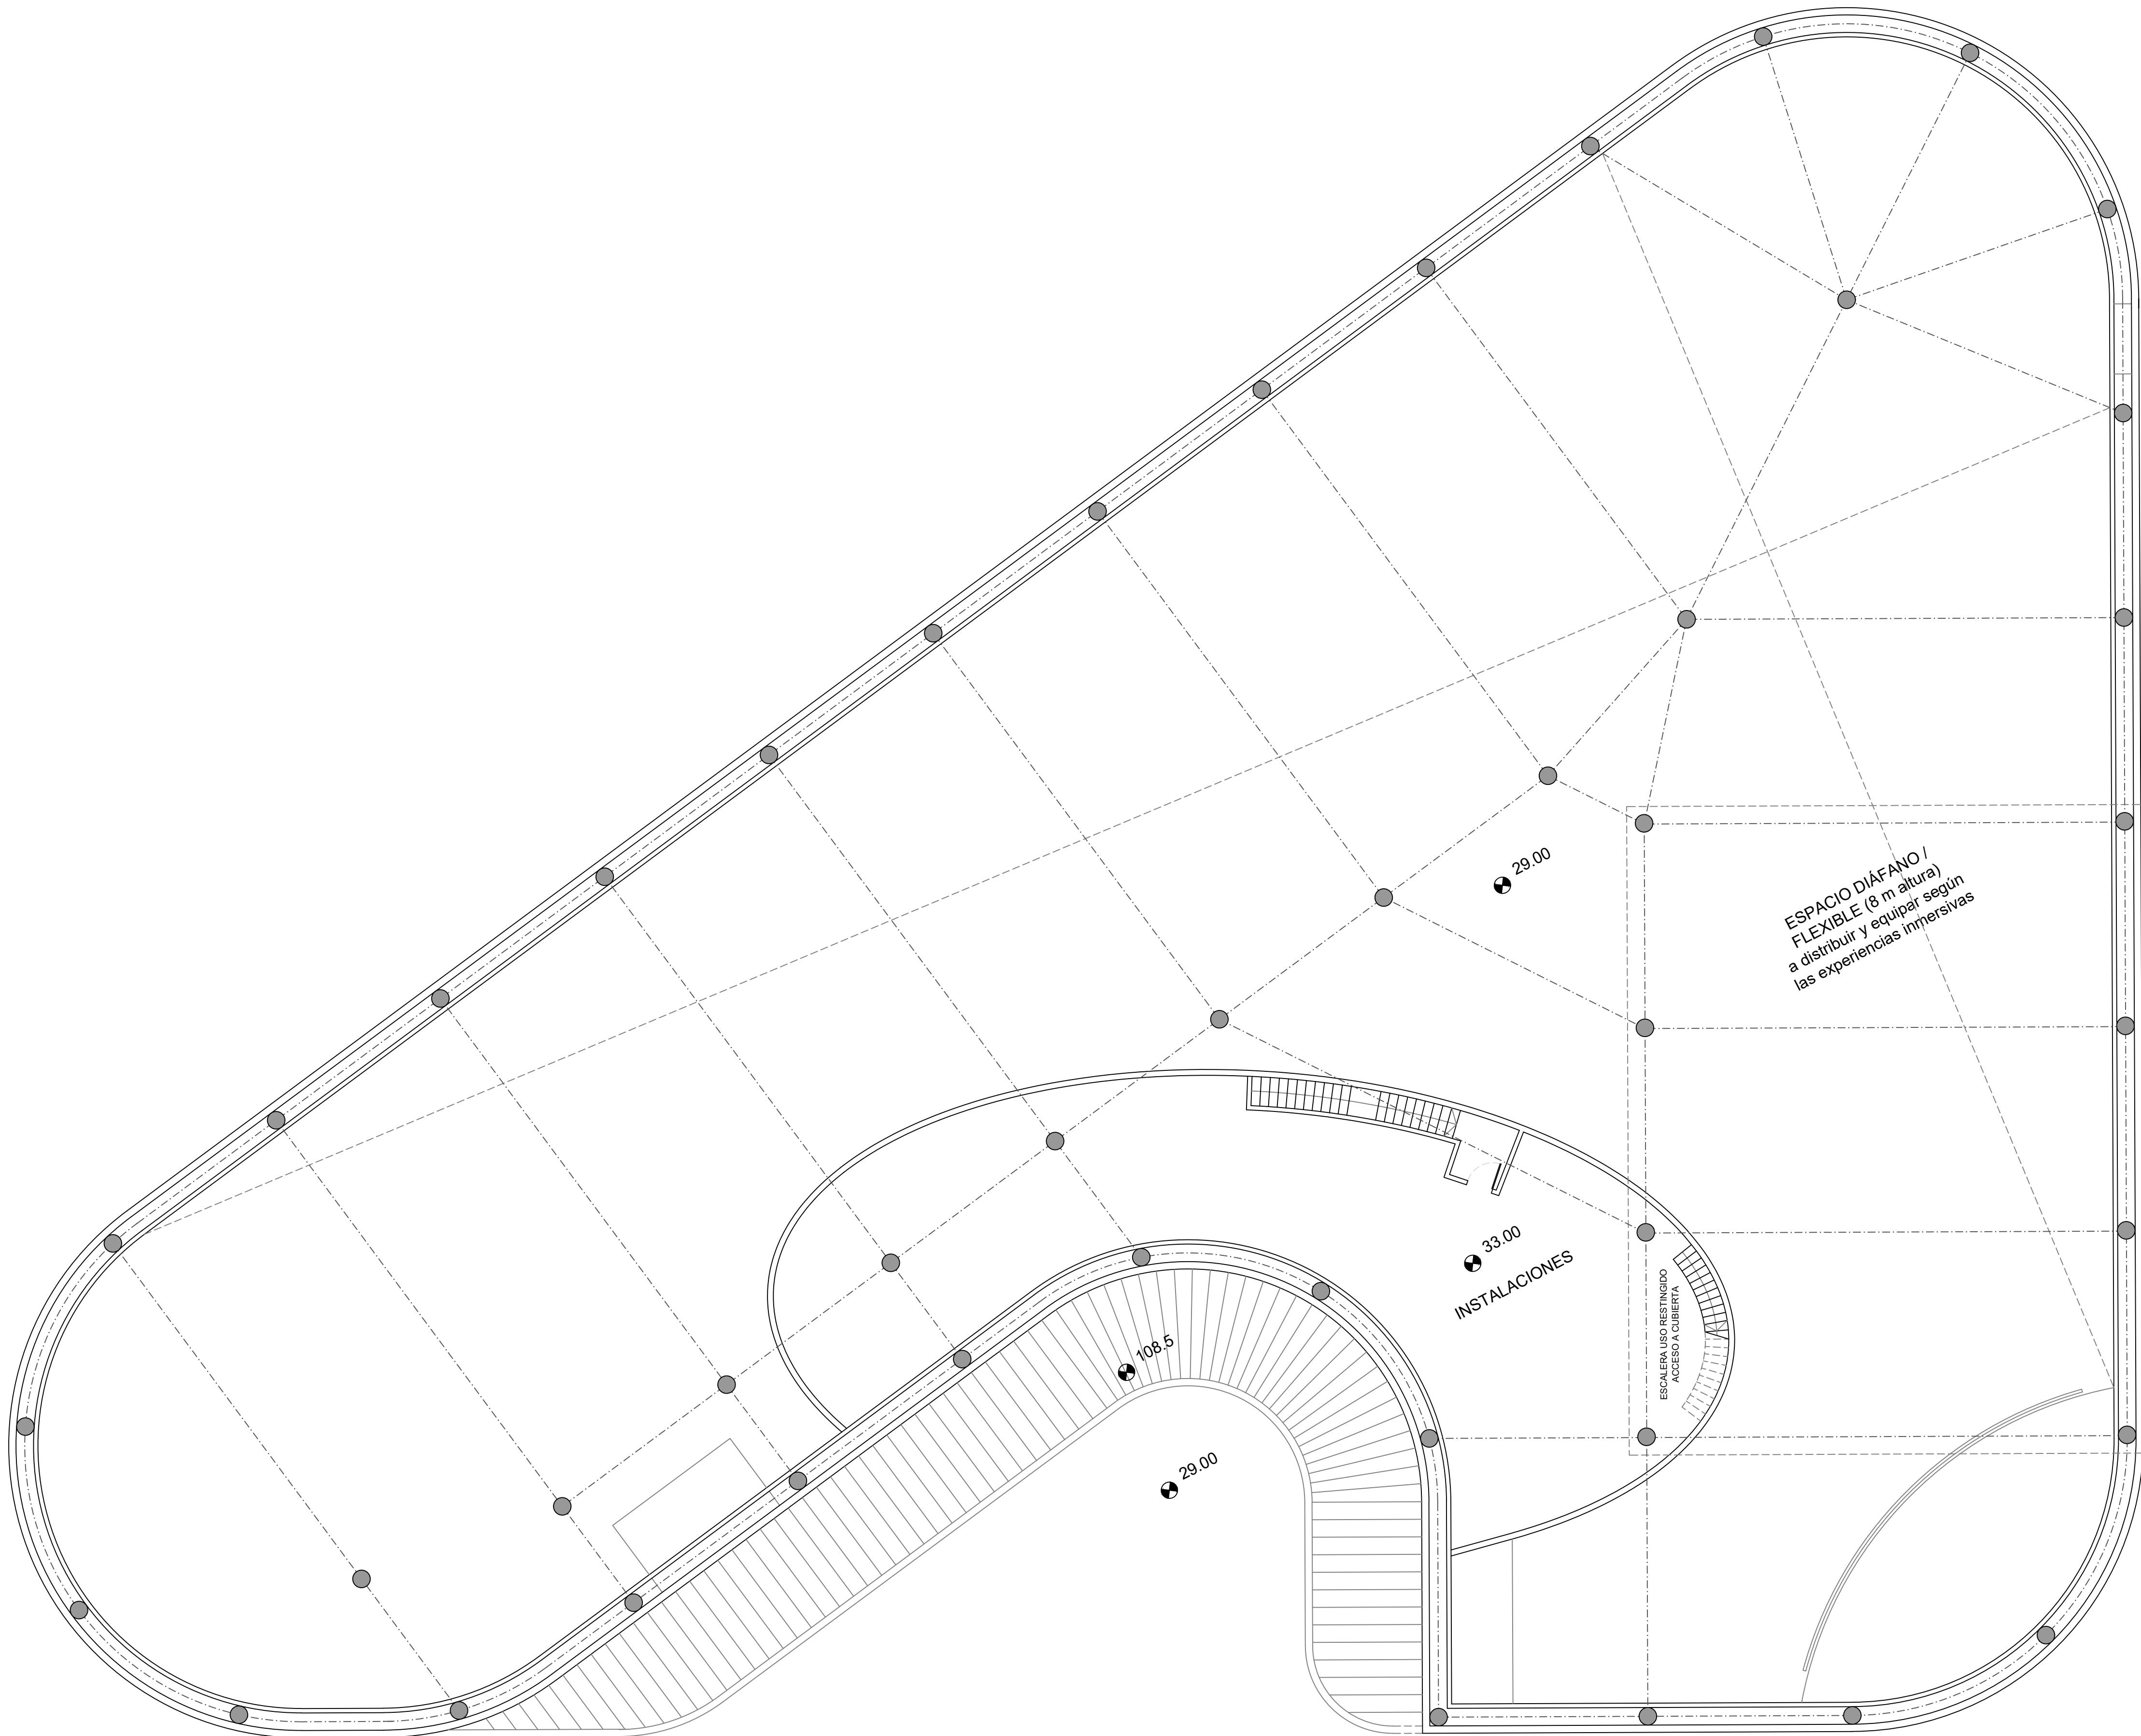 29.00
ESPACIO DIÁFANO /
FLEXIBLE (8 m altura)
a distribuir y equipar según
las experiencias inmersivas
33.00
INSTALACIONES
ESCALERA USO RESTINGIDO
ACCESO A CUBIERTA
108.5
29.00